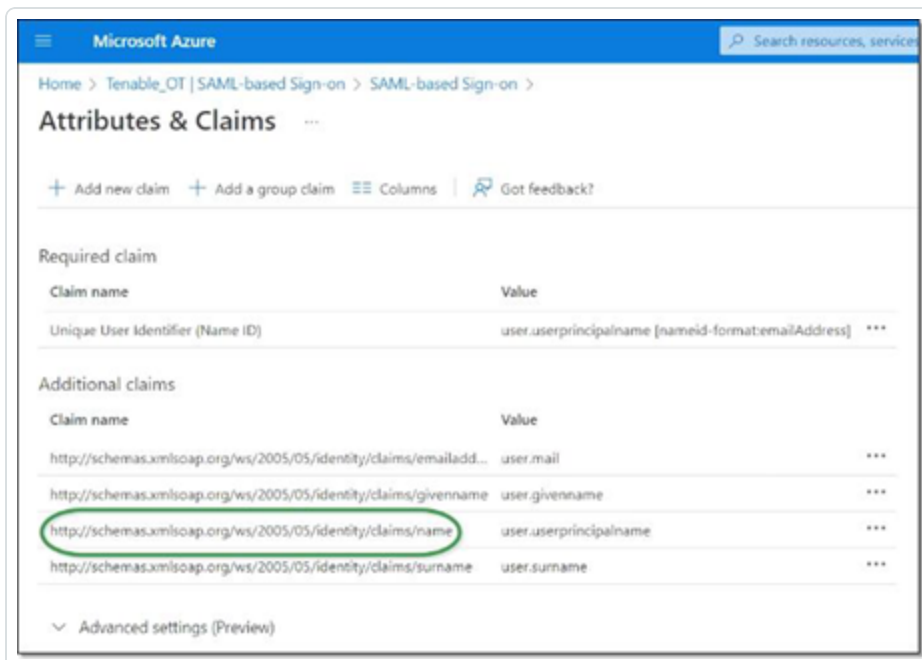 Microsoft Azure
Search resources, services
Home > Tenable_OT | SAML-based Sign-on > SAML-based Sign-on >
Attributes & Claims ...
+ Add new claim + Add a group claim Columns | Got feedback?
Required claim
Claim name Value
Unique User Identifier (Name ID) user.userprincipalname [nameid-format:emailAddress] ...
Additional claims
Claim name Value
http://schemas.xmlsoap.org/ws/2005/05/identity/claims/emailadd... user.mail ...
http://schemas.xmlsoap.org/ws/2005/05/identity/claims/givenname user.givenname ...
http://schemas.xmlsoap.org/ws/2005/05/identity/claims/name user.userprincipalname ...
http://schemas.xmlsoap.org/ws/2005/05/identity/claims/surname user.surname ...
Advanced settings (Preview)